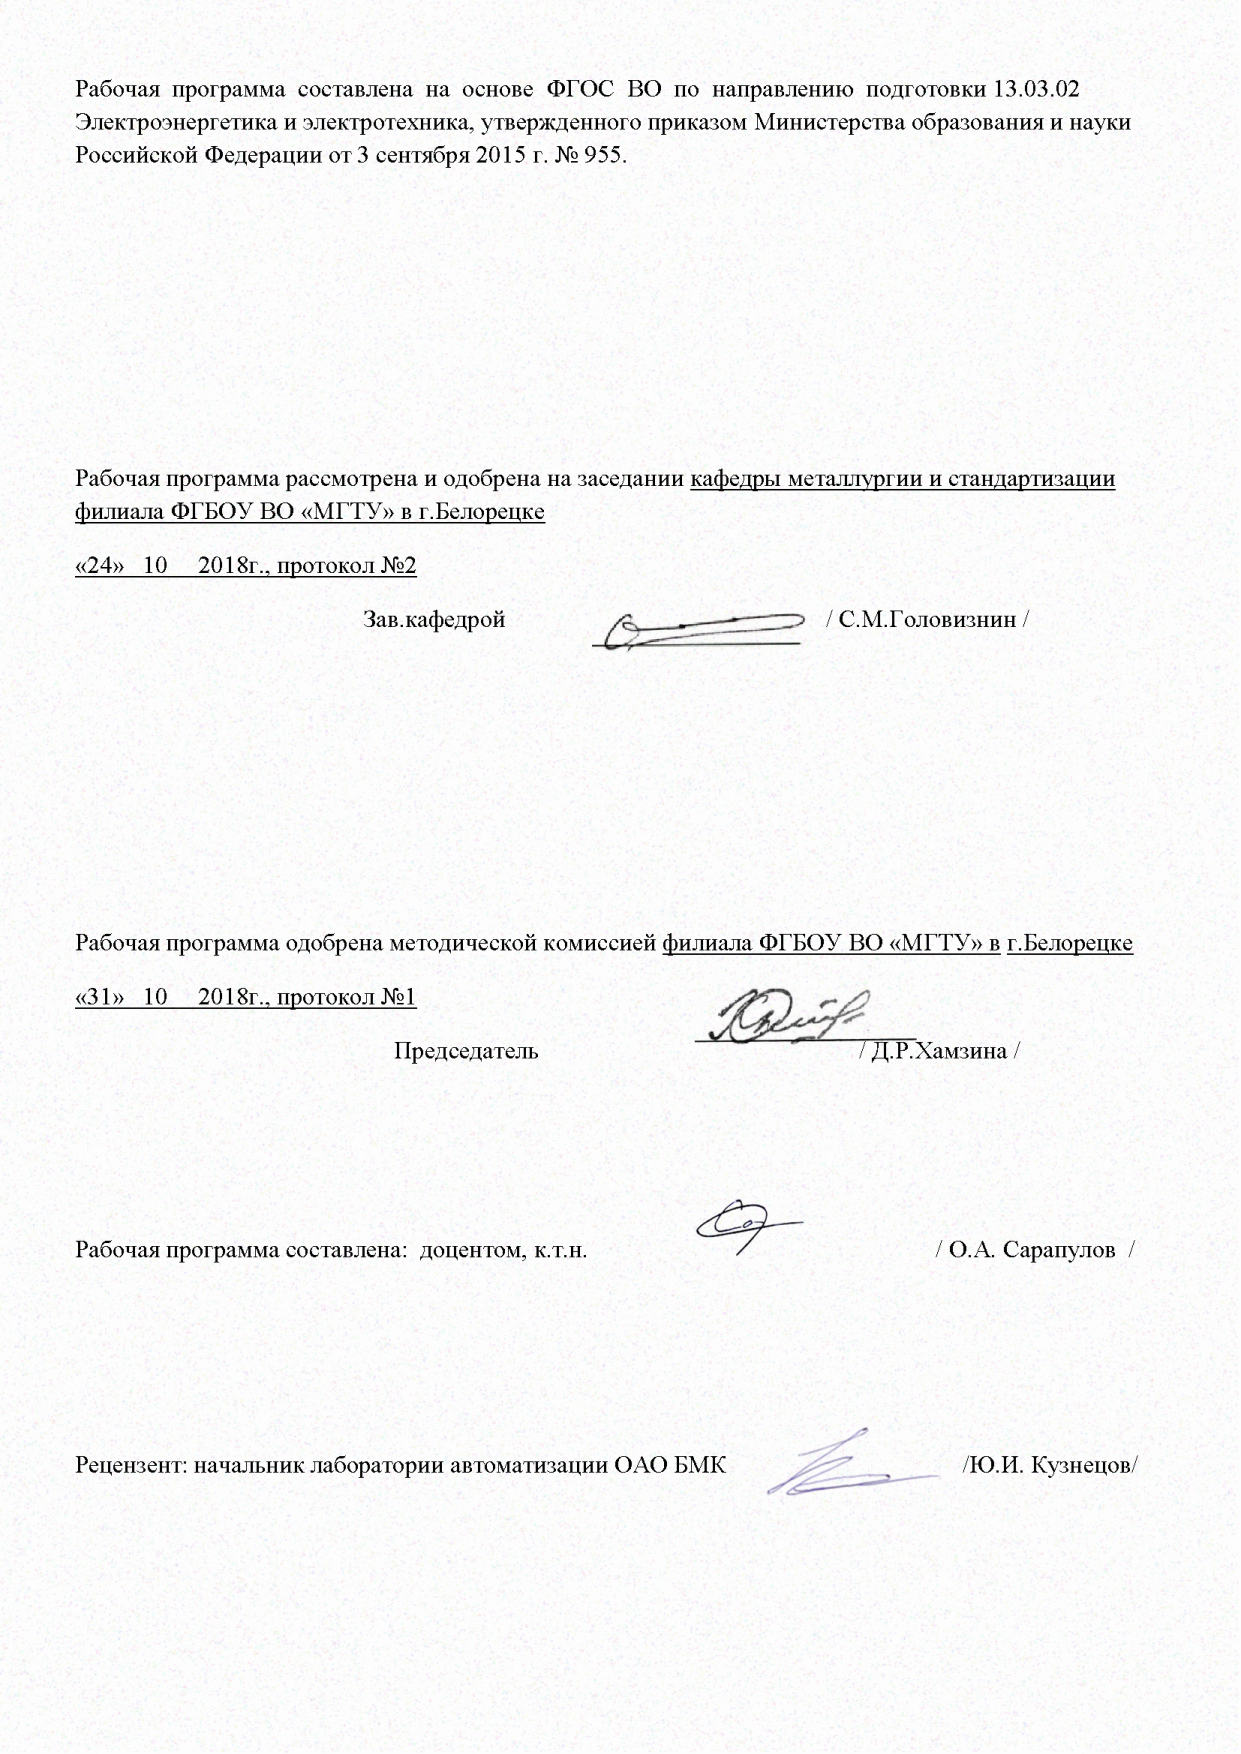 Рабочая программа составлена на основе ФГОС ВО по направлению подготовки 13.03.02
Электроэнергетика и электротехника, утвержденного приказом Министерства образования и науки
Российской Федерации от 3 сентября 2015 г. № 955.
Рабочая программа рассмотрена и одобрена на заседании кафедры металлургии и стандартизации
филиала ФГБОУ ВО «МГТУ» в г.Белорецке
«24» 10 2018г., протокол №2
Зав.кафедрой / С.М.Головизнин /
Рабочая программа одобрена методической комиссией филиала ФГБОУ ВО «МГТУ» в г.Белорецке
«31» 10 2018г., протокол №1
Председатель / Д.Р.Хамзина /
Рабочая программа составлена: доцентом, к.т.н. / О.А. Сарапулов /
Рецензент: начальник лаборатории автоматизации ОАО БМК /Ю.И. Кузнецов/